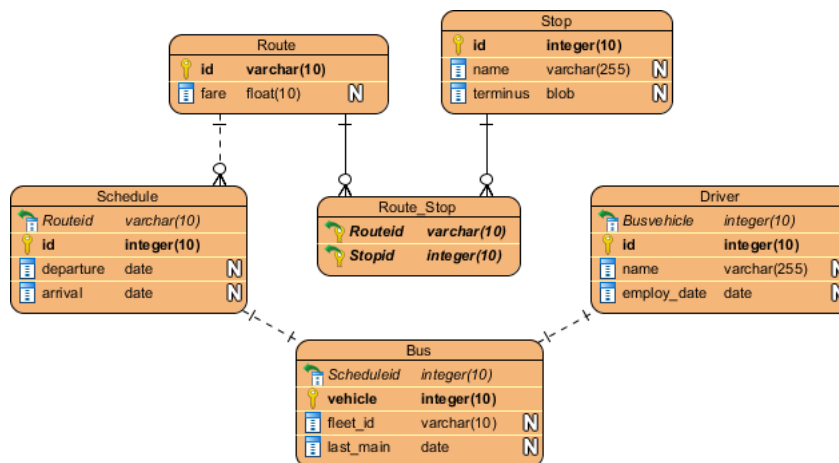 Stop
id integer(10)
name varchar(255) N
terminus blob N
Route
id varchar(10)
fare float(10) N
Schedule
Routeid varchar(10)
id integer(10)
departure date N
arrival date N
Route_Stop
Routeid varchar(10)
Stopid integer(10)
Driver
Busvehicle integer(10)
id integer(10)
name varchar(255) N
employ_date date N
Bus
Scheduleid integer(10)
vehicle integer(10)
fleet_id varchar(10) N
last_main date N